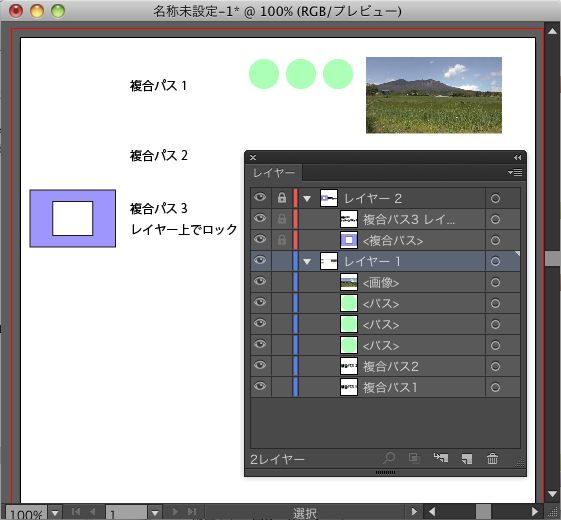 名称未設定-1* @ 100% (RGB/プレビュー)
複合パス 1
複合パス 2
複合パス 3
レイヤー上でロック
レイヤー
レイヤー 2
複合パス3 レイ...
<複合パス>
レイヤー 1
<画像>
<パス>
<パス>
<パス>
複合パス2
複合パス1
2レイヤー
100%
1
選択